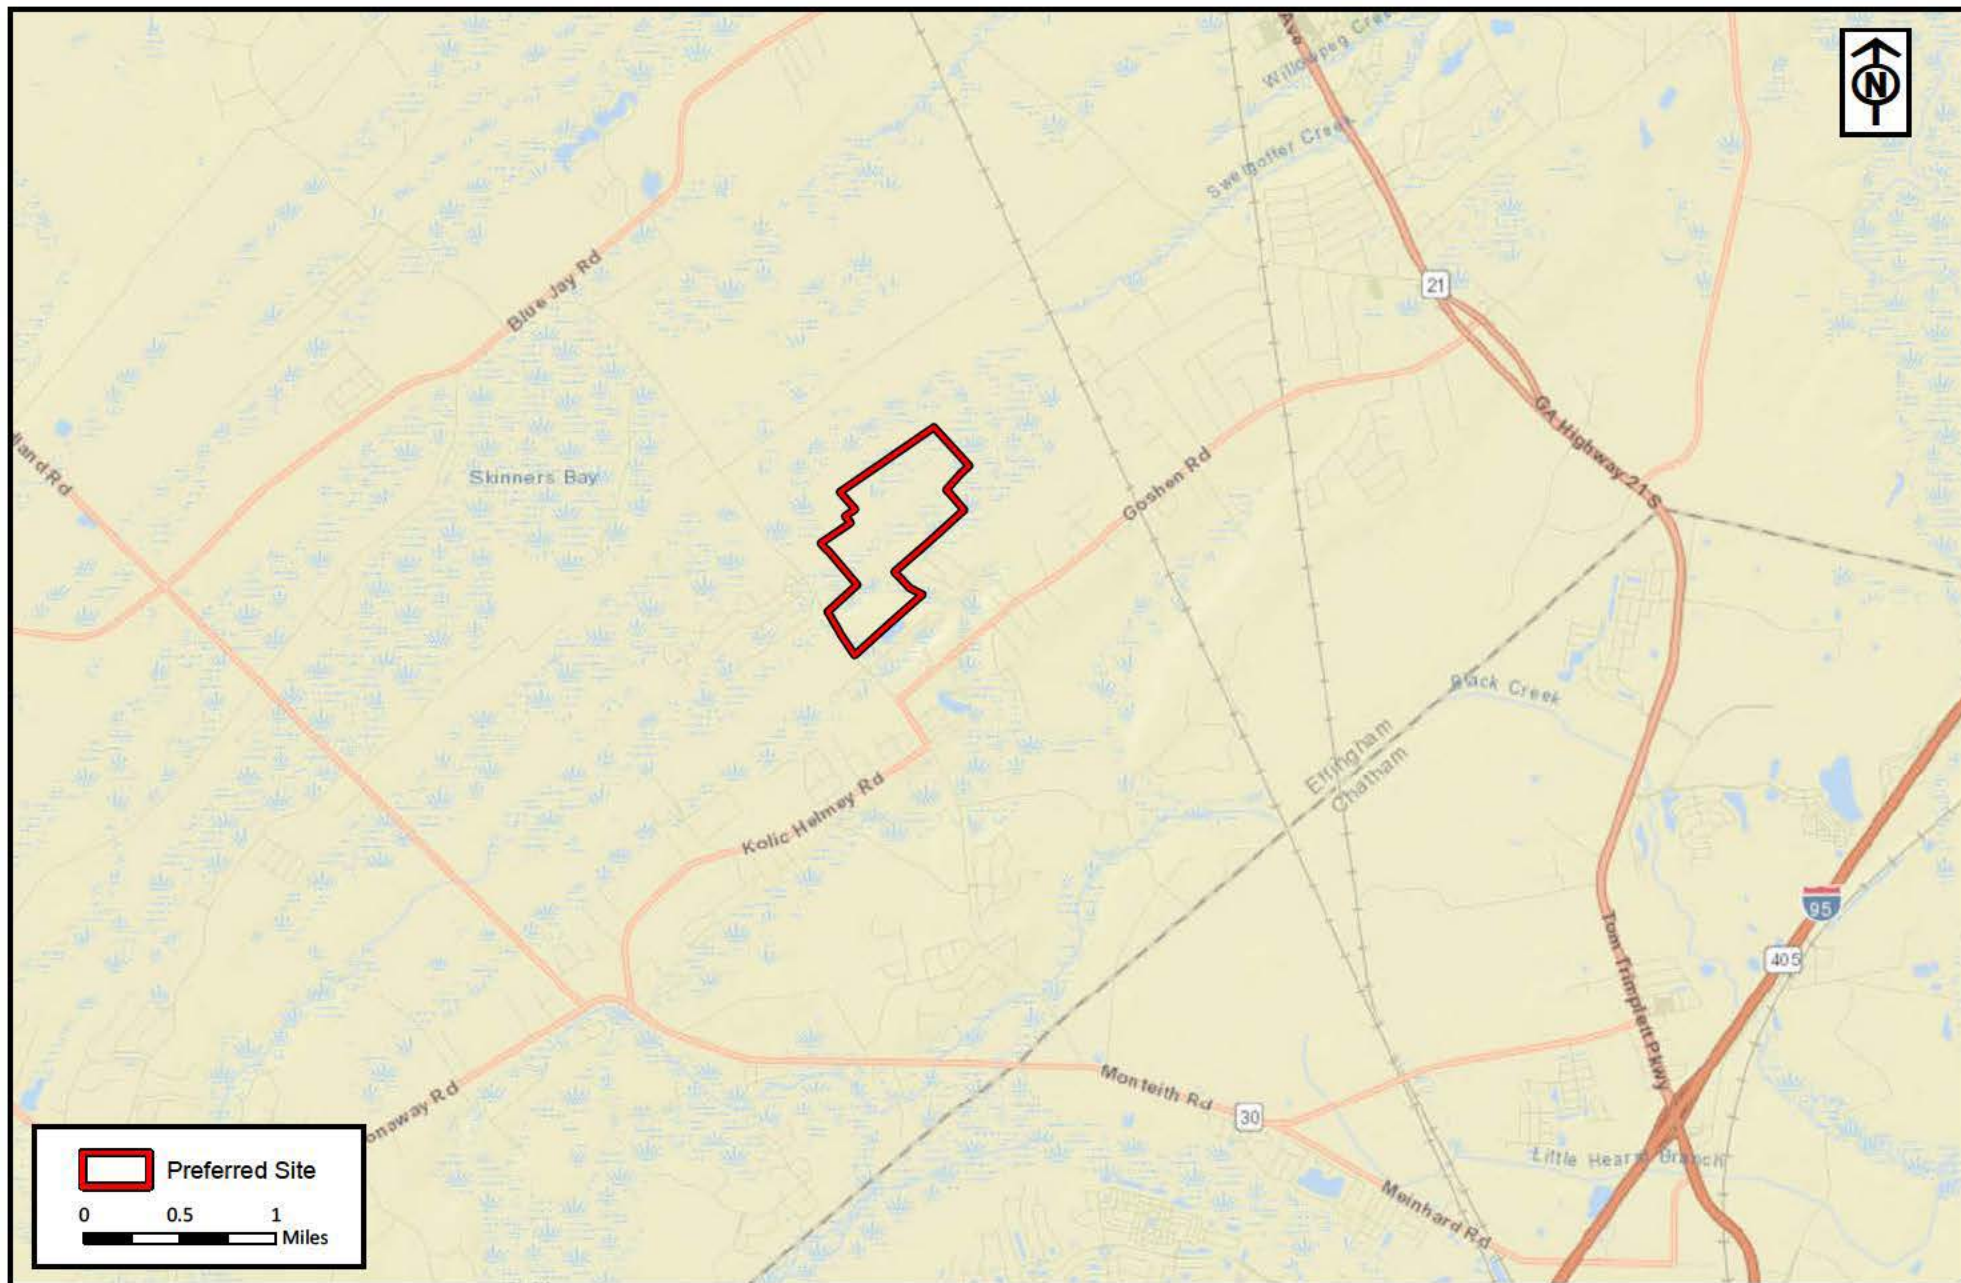 Ave
Willowpeg Creek
N
Sweigoffer Creek
21
Blue Jay Rd
GA Highway 21 S
Goshen Rd
Skinners Bay
Black Creek
Effingham
Chatham
Kolic Helmey Rd
95
405
Tom Triplett Pkwy
Monteith Rd
30
Little Hearst Branch
Meinhard Rd
Preferred Site
0 0.5 1
Miles